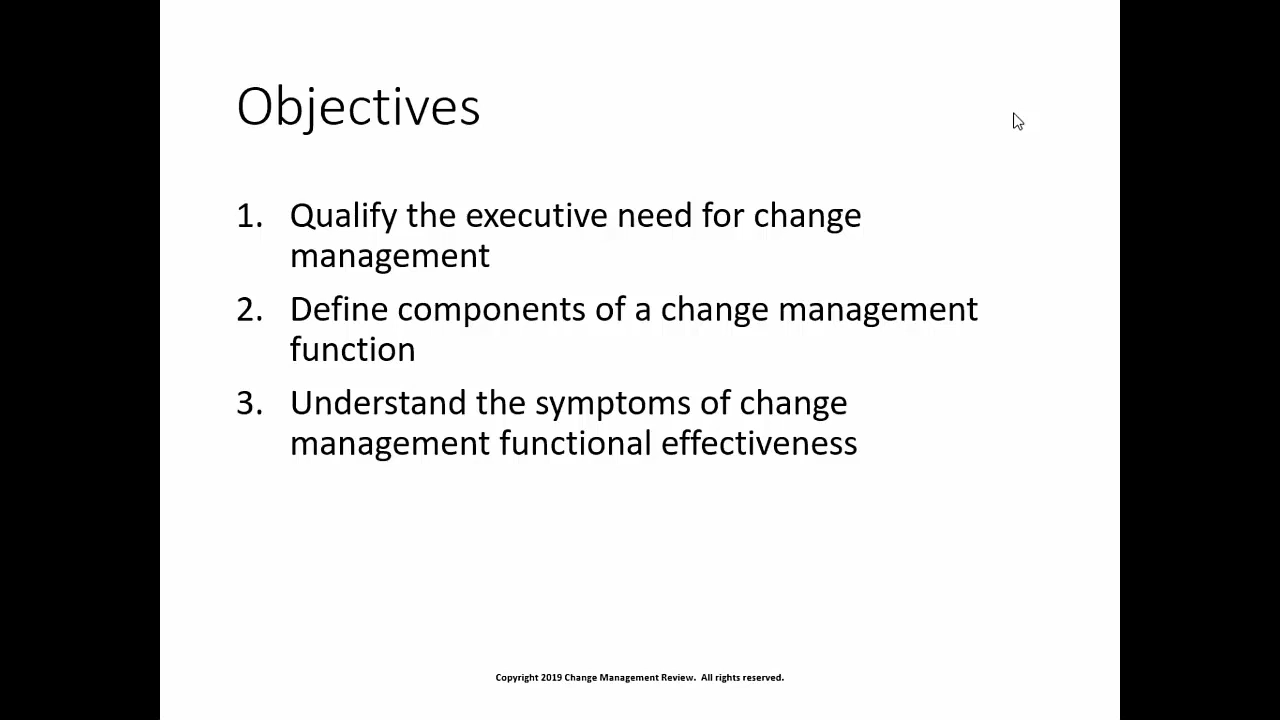 Objectives
1. Qualify the executive need for change
management
2. Define components of a change management
function
3. Understand the symptoms of change
management functional effectiveness
Copyright 2019 Change Management Review. All rights reserved.